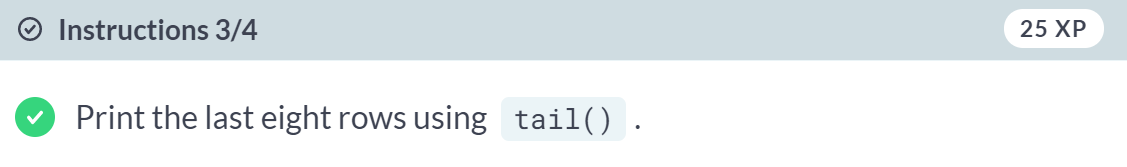 Instructions 3/4 25 XP
Print the last eight rows using tail() .